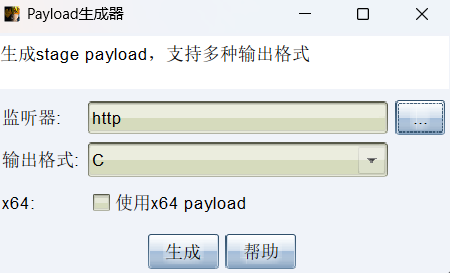 Payload生成器
生成stage payload，支持多种输出格式
监听器: http ...
输出格式: C
x64: 使用x64 payload
生成 帮助